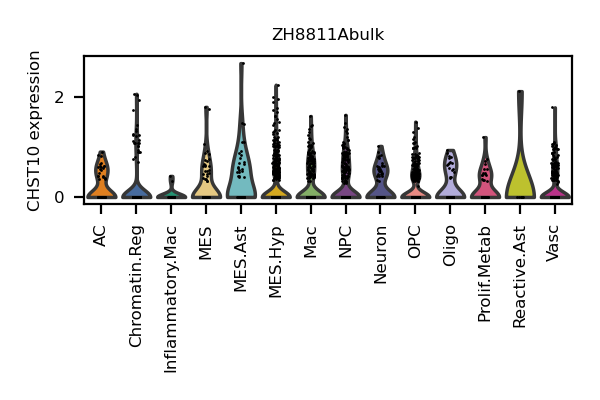 ZH8811Abulk
CHST10 expression
2
0
AC
Chromatin.Reg
Inflammatory.Mac
MES
MES.Ast
MES.Hyp
Mac
NPC
Neuron
OPC
Oligo
Prolif.Metab
Reactive.Ast
Vasc